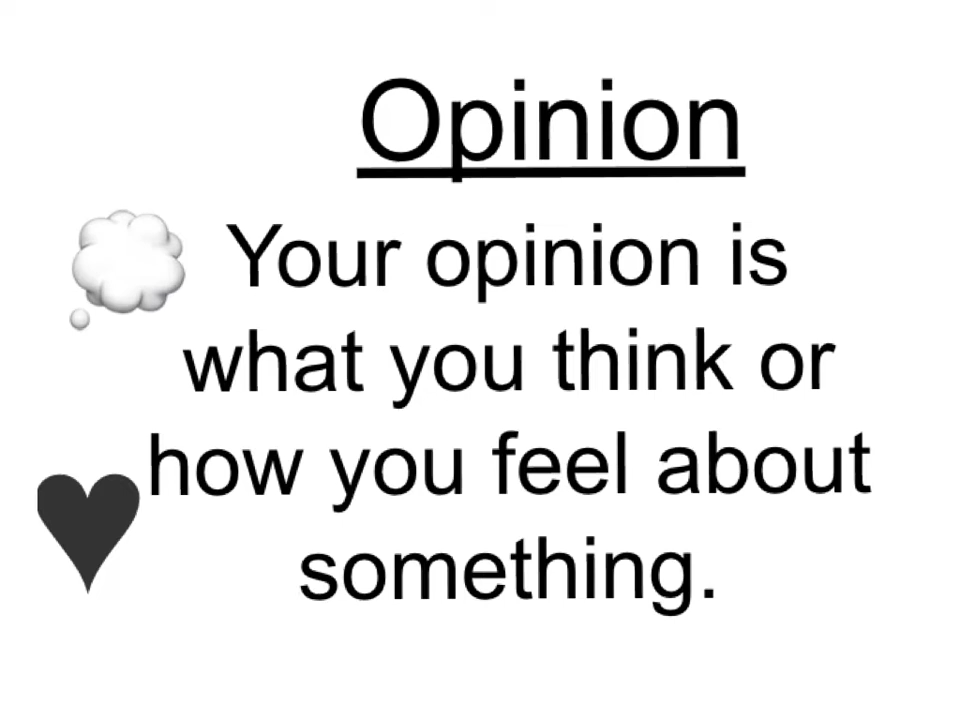 Opinion
Your opinion is
what you think or
how you feel about
something.